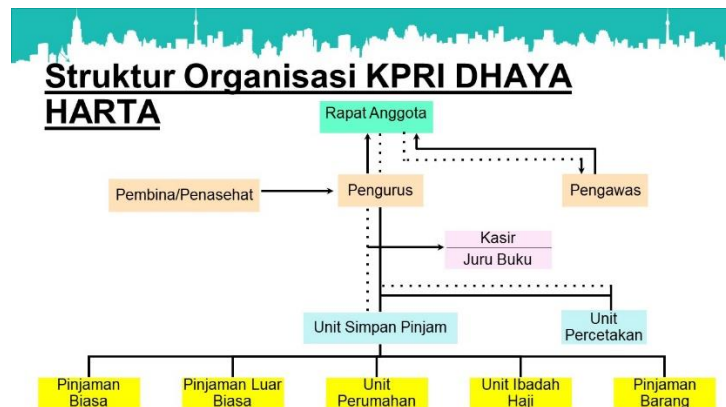 Struktur Organisasi KPRI DHAYA
HARTA
Rapat Anggota
Pembina/Penasehat
Pengurus
Pengawas
Kasir
Juru Buku
Unit Simpan Pinjam
Unit
Percetakan
Pinjaman
Biasa
Pinjaman Luar
Biasa
Unit
Perumahan
Unit Ibadah
Haji
Pinjaman
Barang